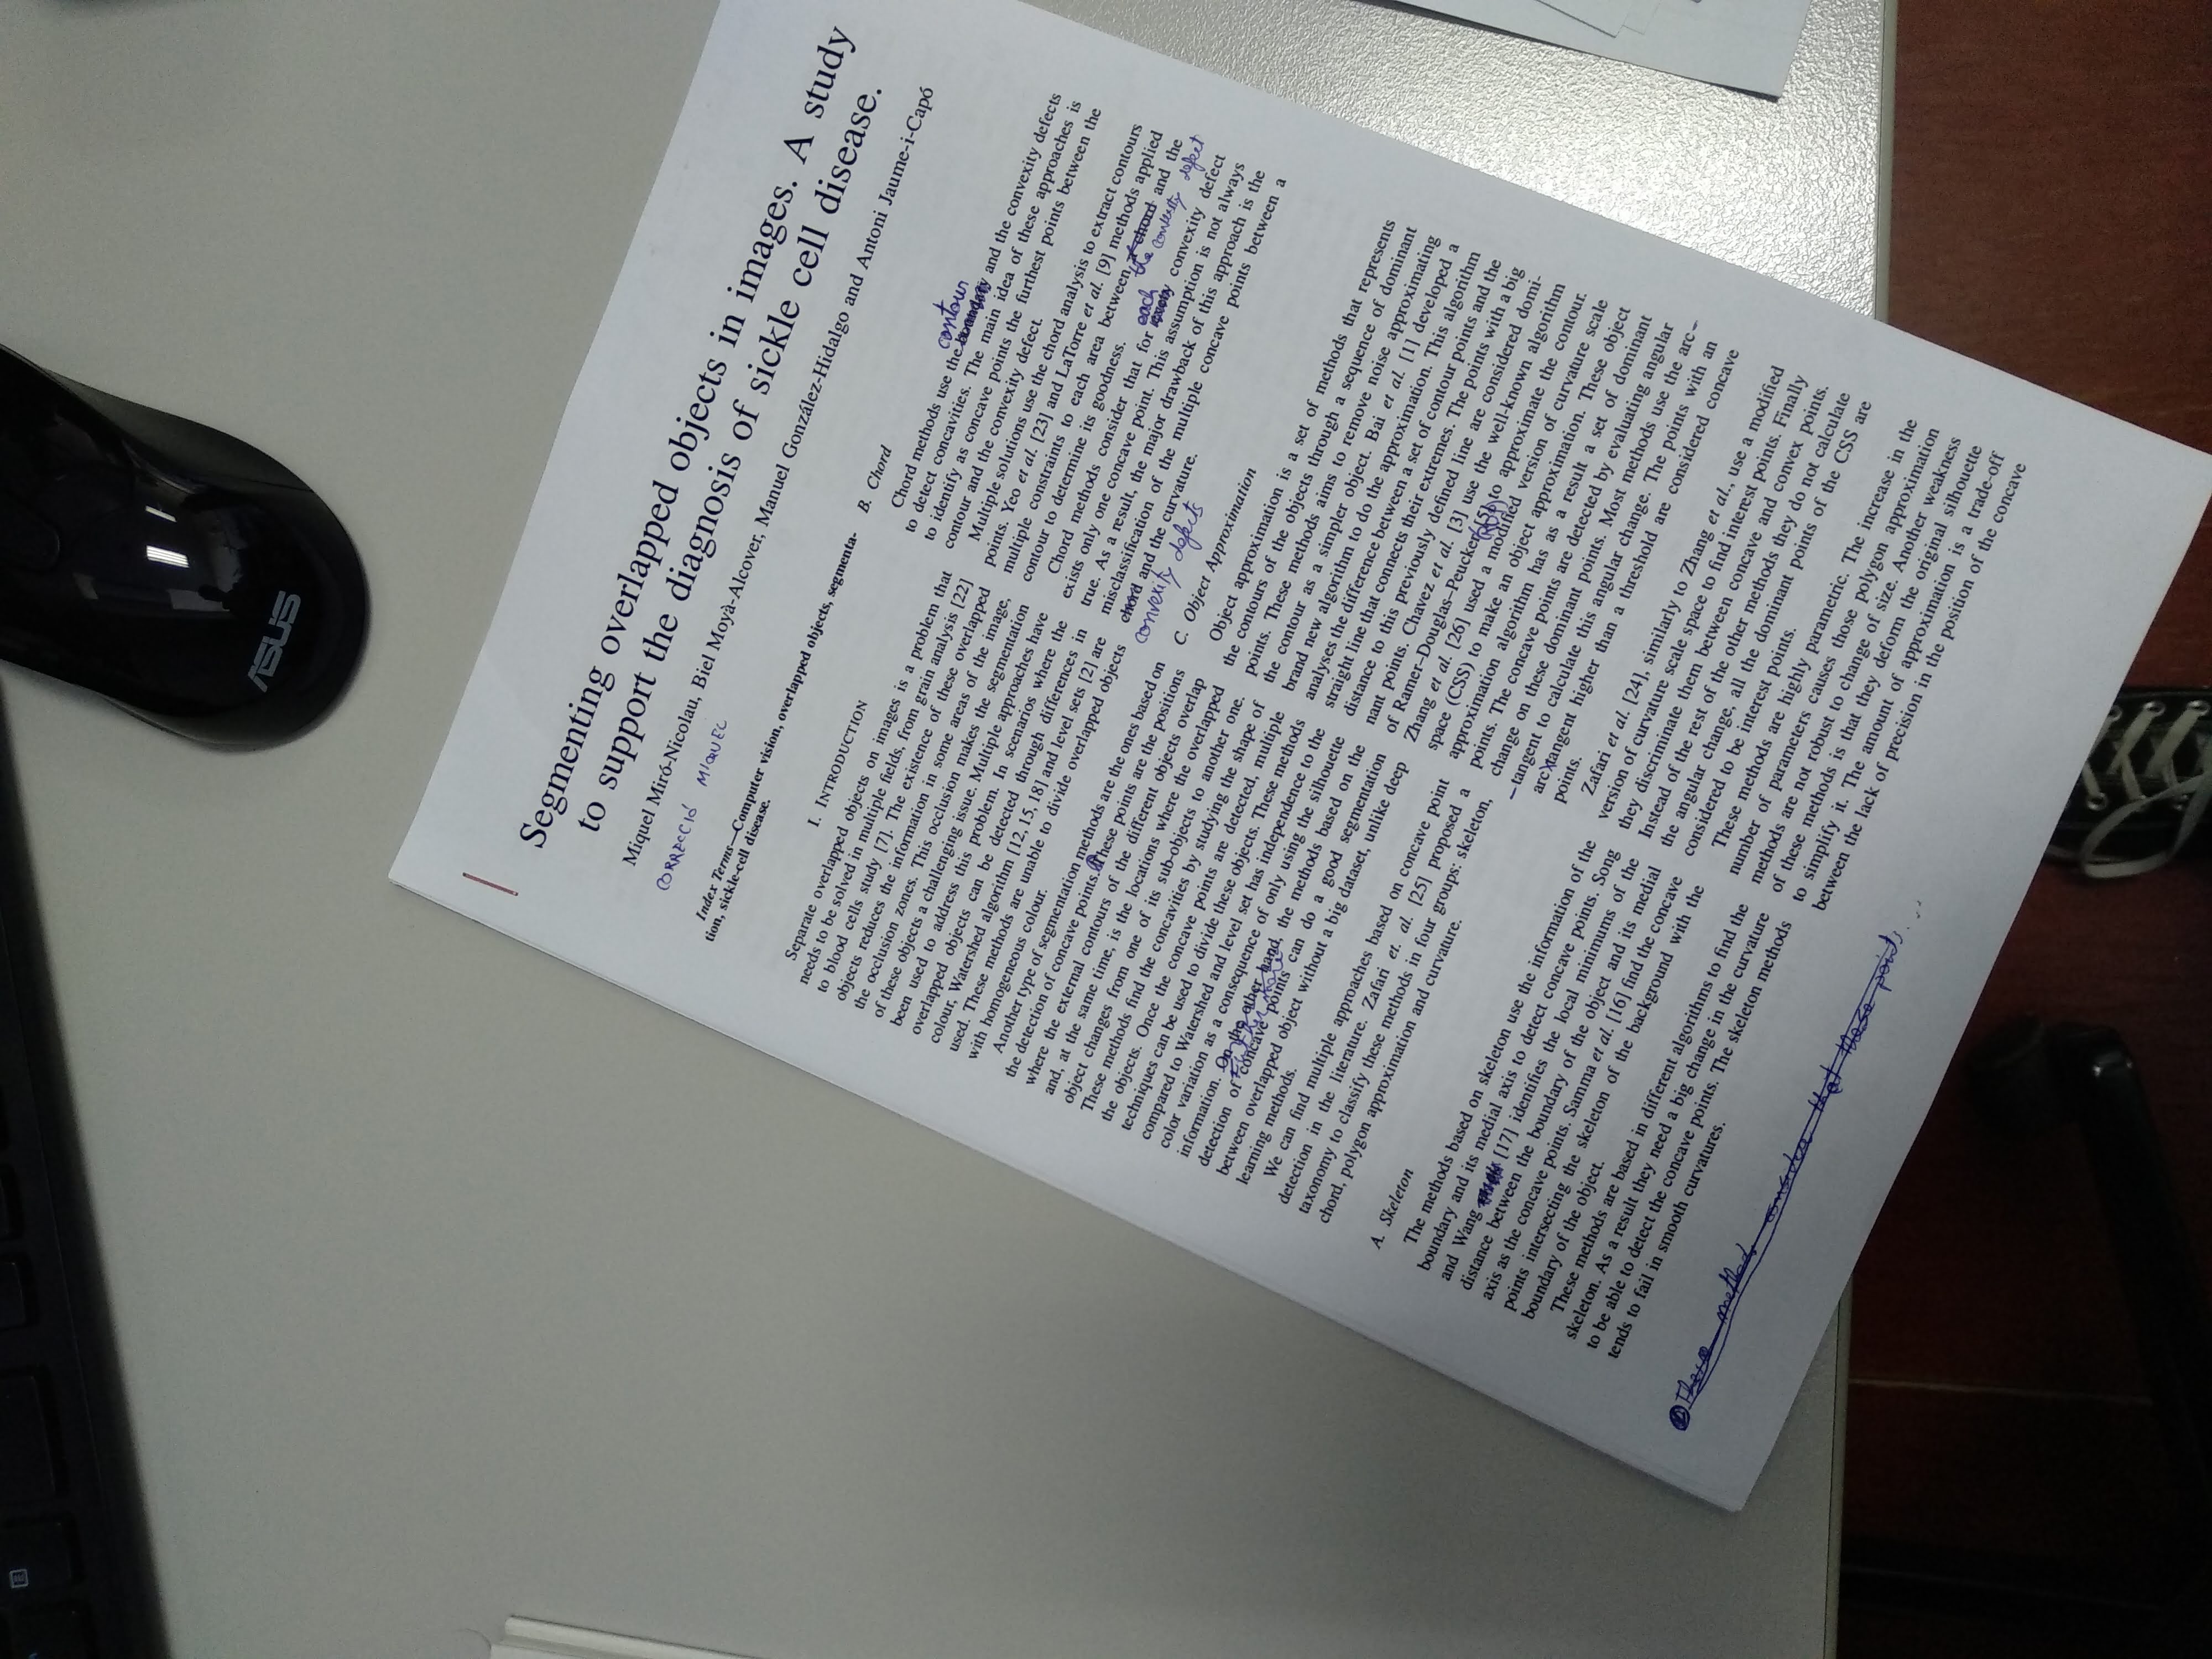 ASUS
Segmenting overlapped objects in images. A study
to support the diagnosis of sickle cell disease.
Miquel Miró-Nicolau, Biel Moyà-Alcover, Manuel González-Hidalgo and Antoni Jaume-i-Capó
CORRECCIÓ MIQUEL
Index Terms—Computer vision, overlapped objects, segmenta-
tion, sickle-cell disease.
I. INTRODUCTION
Separate overlapped objects on images is a problem that
needs to be solved in multiple fields, from grain analysis [22]
to blood cells study [7]. The existence of these overlapped
objects reduces the information in some areas of the image,
the occlusion zones. This occlusion makes the segmentation
of these objects a challenging issue. Multiple approaches have
been used to address this problem. In scenarios where the
overlapped objects can be detected through differences in
colour, Watershed algorithm [12, 15, 18] and level sets [2] are
used. These methods are unable to divide overlapped objects
with homogeneous colour.
Another type of segmentation methods are the ones based on
the detection of concave points. These points are the positions
where the external contours of the different objects overlap
and, at the same time, is the locations where the overlapped
object changes from one of its sub-objects to another one.
These methods find the concavities by studying the shape of
the objects. Once the concave points are detected, multiple
techniques can be used to divide these objects. These methods
compared to Watershed and level set has independence to the
color variation as a consequence of only using the silhouette
information. On the other hand, the methods based on the
detection of concave points can do a good segmentation
between overlapped object without a big dataset, unlike deep
learning methods.
We can find multiple approaches based on concave point
detection in the literature. Zafari et. al. [25] proposed a
taxonomy to classify these methods in four groups: skeleton,
chord, polygon approximation and curvature.
A. Skeleton
The methods based on skeleton use the information of the
boundary and its medial axis to detect concave points. Song
and Wang [17] identifies the local minimums of the
distance between the boundary of the object and its medial
axis as the concave points. Samma et al. [16] find the concave
points intersecting the skeleton of the background with the
boundary of the object.
These methods are based in different algorithms to find the
skeleton. As a result they need a big change in the curvature
to be able to detect the concave points. The skeleton methods
tends to fail in smooth curvatures.
These methods consider that these points.
B. Chord
contour
Chord methods use the boundary and the convexity defects
to detect concavities. The main idea of these approaches is
to identify as concave points the furthest points between the
contour and the convexity defect.
Multiple solutions use the chord analysis to extract contours
points. Yeo et al. [23] and LaTorre et al. [9] methods applied
multiple constraints to each area between a chord and the
the convexity defect
contour to determine its goodness.
each
Chord methods consider that for every convexity defect
exists only one concave point. This assumption is not always
true. As a result, the major drawback of this approach is the
misclassification of the multiple concave points between a
chord and the curvature.
convexity defects
C. Object Approximation
Object approximation is a set of methods that represents
the contours of the objects through a sequence of dominant
points. These methods aims to remove noise approximating
the contour as a simpler object. Bai et al. [1] developed a
brand new algorithm to do the approximation. This algorithm
analyses the difference between a set of contour points and the
straight line that connects their extremes. The points with a big
distance to this previously defined line are considered domi-
nant points. Chavez et al. [3] use the well-known algorithm
of Ramer–Douglas–Peucker [5] to approximate the contour.
(RDP)
Zhang et al. [26] used a modified version of curvature scale
space (CSS) to make an object approximation. These object
approximation algorithm has as a result a set of dominant
points. The concave points are detected by evaluating angular
change on these dominant points. Most methods use the arc-
-tangent to calculate this angular change. The points with an
arc tangent higher than a threshold are considered concave
points.
Zafari et al. [24], similarly to Zhang et al., use a modified
version of curvature scale space to find interest points. Finally
they discriminate them between concave and convex points.
Instead of the rest of the other methods they do not calculate
the angular change, all the dominant points of the CSS are
considered to be interest points.
These methods are highly parametric. The increase in the
number of parameters causes those polygon approximation
methods are not robust to change of size. Another weakness
of these methods is that they deform the original silhouette
to simplify it. The amount of approximation is a trade-off
between the lack of precision in the position of the concave